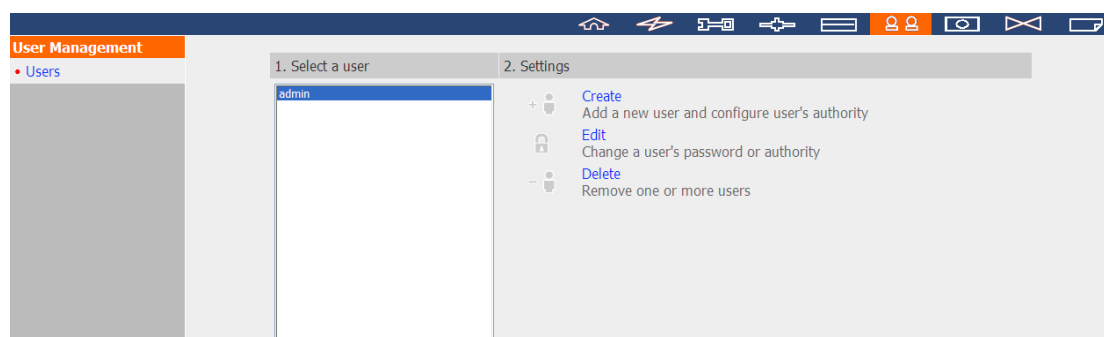 User Management
• Users
1. Select a user
admin
2. Settings
Create
Add a new user and configure user's authority
Edit
Change a user's password or authority
Delete
Remove one or more users